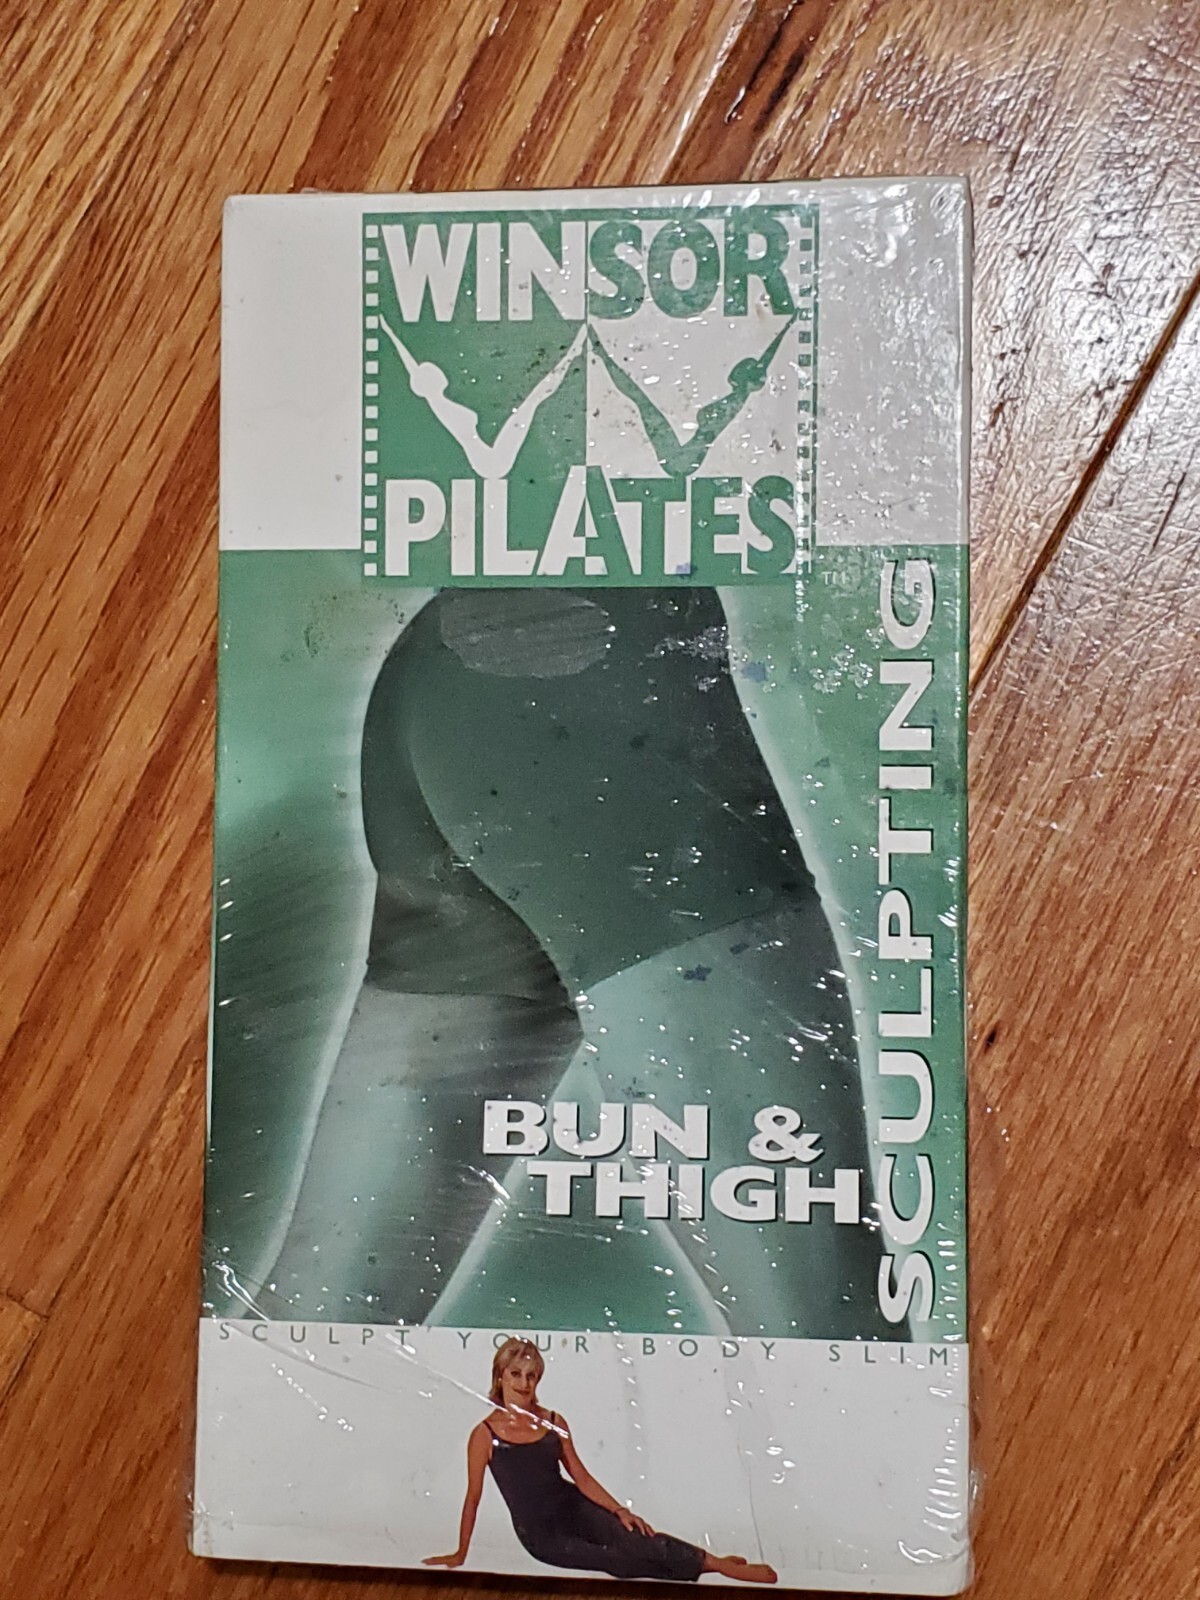 WINSOR
PILATES
TM
SCULPTING
BUN &
THIGH
SCULPT YOUR BODY SLIM